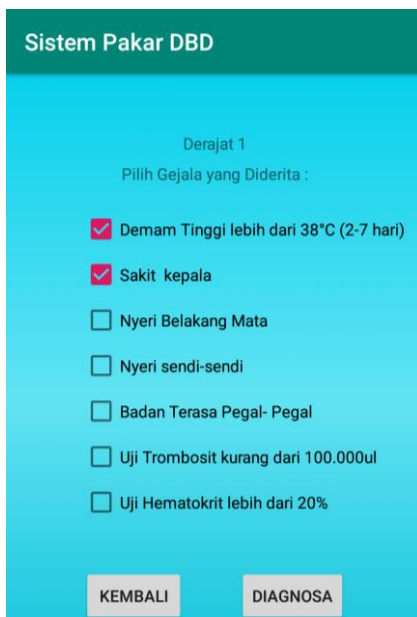 Sistem Pakar DBD
Derajat 1
Pilih Gejala yang Diderita :
Demam Tinggi lebih dari 38°C (2-7 hari)
Sakit kepala
Nyeri Belakang Mata
Nyeri sendi-sendi
Badan Terasa Pegal- Pegal
Uji Trombosit kurang dari 100.000ul
Uji Hematokrit lebih dari 20%
KEMBALI DIAGNOSA